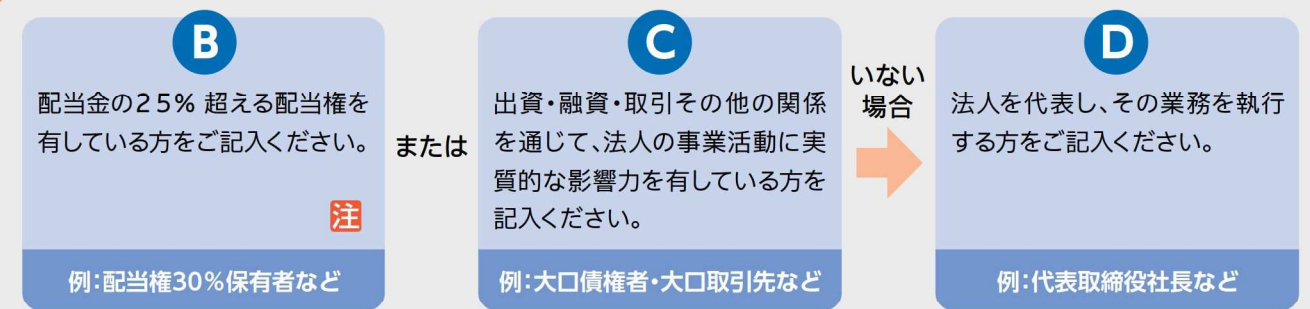 B
配当金の25% 超える配当権を
有している方をご記入ください。
注
例:配当権30%保有者など
または
C
出資・融資・取引その他の関係
を通じて、法人の事業活動に実
質的な影響力を有している方を
記入ください。
例:大口債権者・大口取引先など
いない
場合
D
法人を代表し、その業務を執行
する方をご記入ください。
例:代表取締役社長など